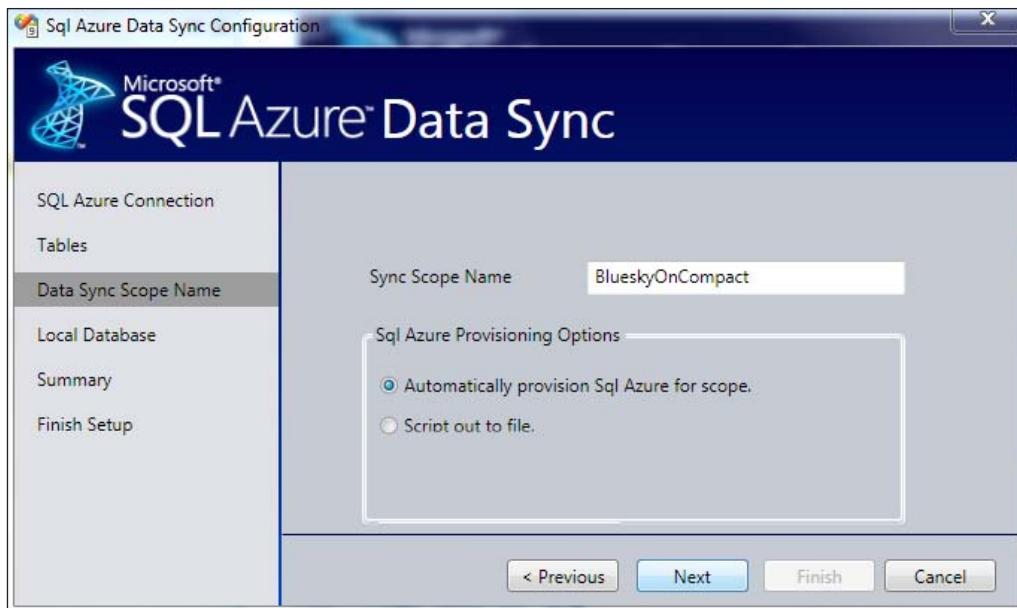 Sql Azure Data Sync Configuration
X
Microsoft®
SQL Azure™ Data Sync
SQL Azure Connection
Tables
Data Sync Scope Name
Local Database
Summary
Finish Setup
Sync Scope Name
BlueskyOnCompact
Sql Azure Provisioning Options
Automatically provision Sql Azure for scope.
Script out to file.
< Previous
Next
Finish
Cancel